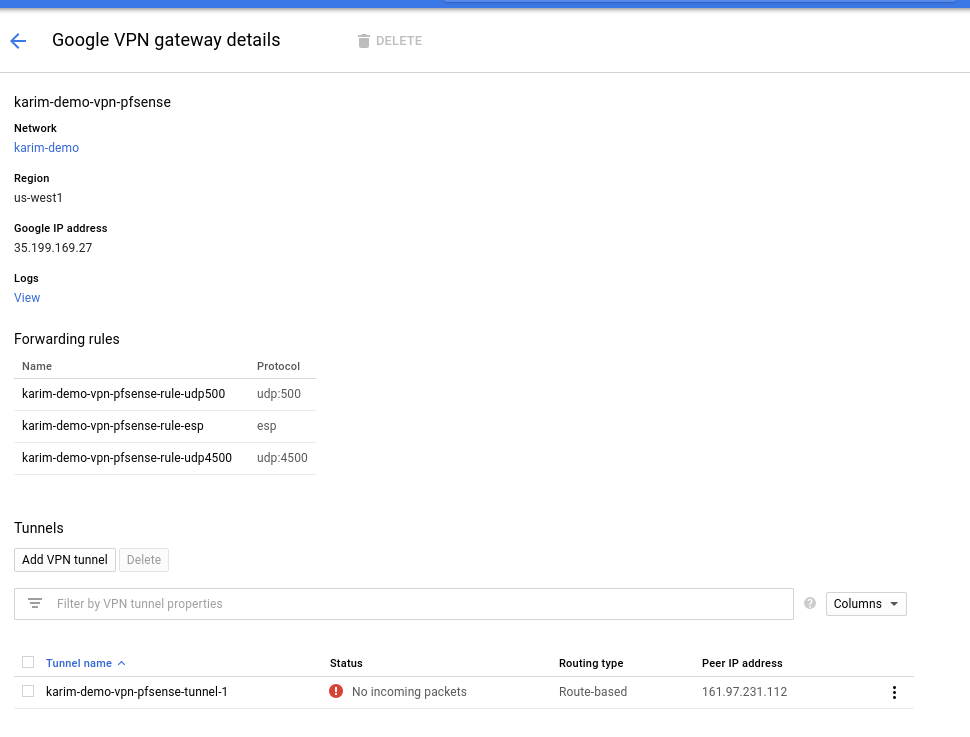 Google VPN gateway details
DELETE
karim-demo-vpn-pfsense
Network
karim-demo
Region
us-west1
Google IP address
35.199.169.27
Logs
View
Forwarding rules
Name Protocol
karim-demo-vpn-pfsense-rule-udp500 udp:500
karim-demo-vpn-pfsense-rule-esp esp
karim-demo-vpn-pfsense-rule-udp4500 udp:4500
Tunnels
Add VPN tunnel Delete
Filter by VPN tunnel properties ? Columns
Tunnel name Status Routing type Peer IP address
karim-demo-vpn-pfsense-tunnel-1 ! No incoming packets Route-based 161.97.231.112